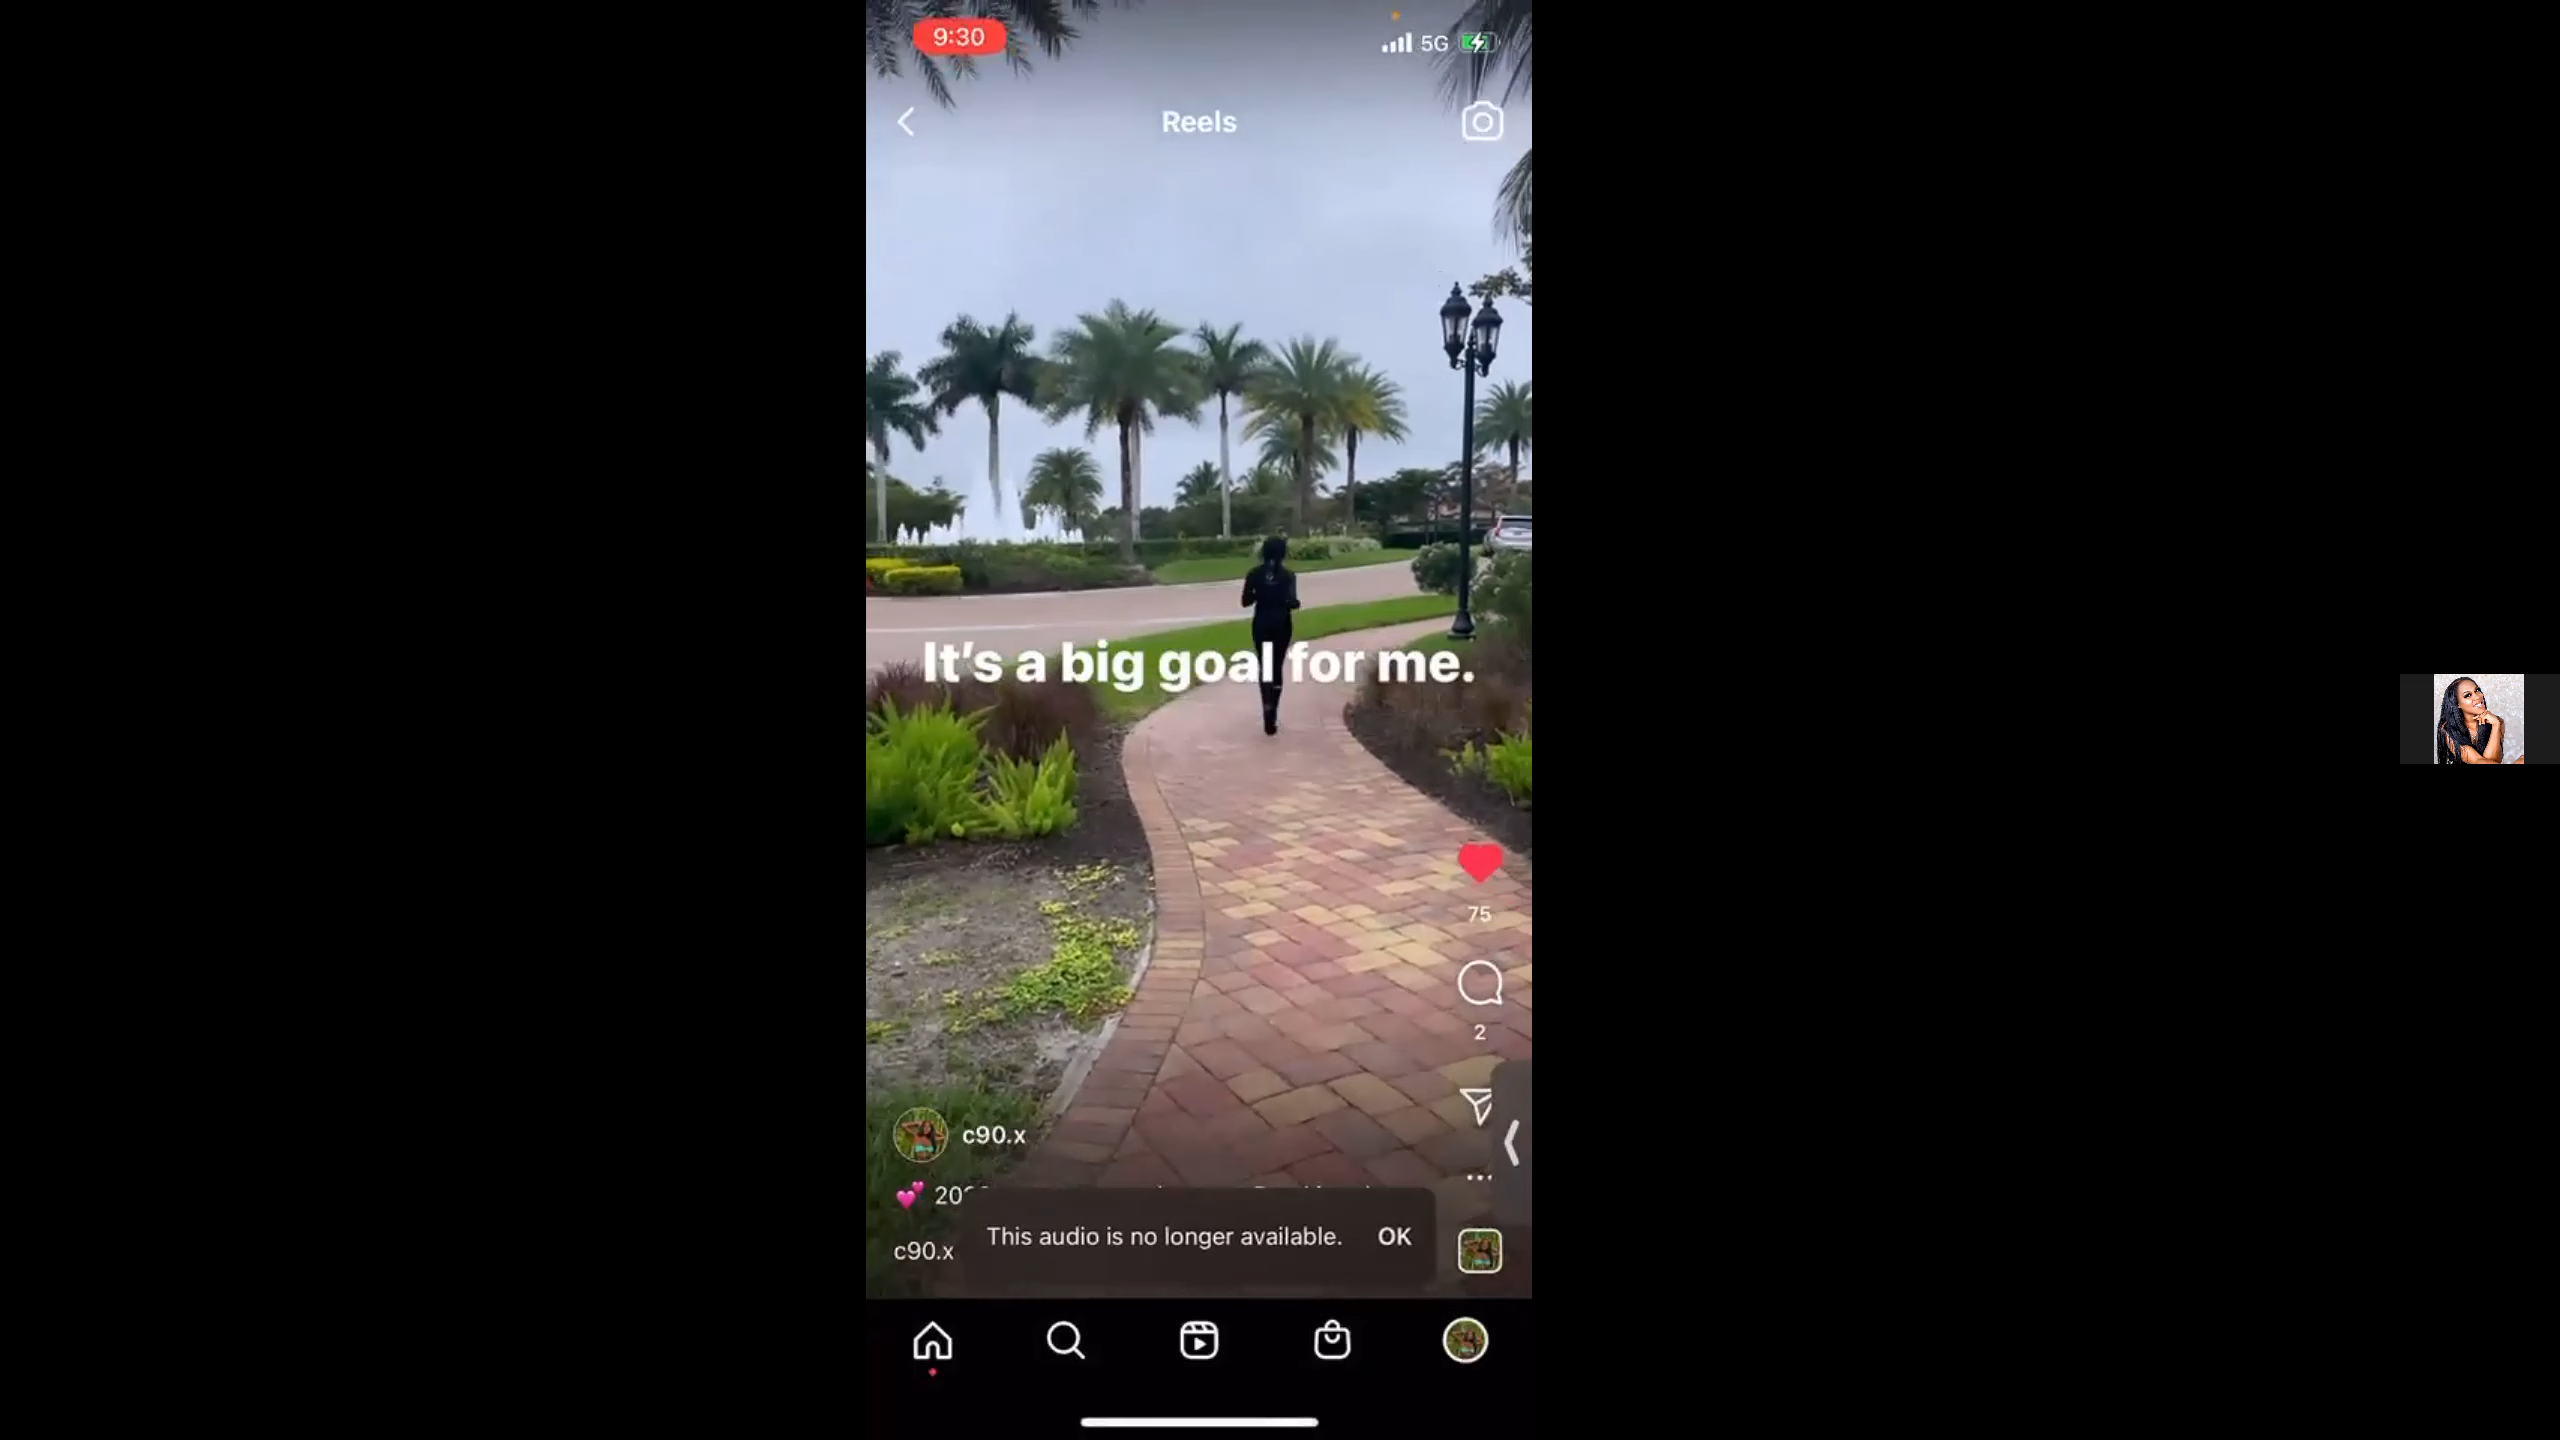 9:30
5G
Reels
It's a big goal for me.
75
2
c90.x
💕 20
This audio is no longer available. OK
c90.x